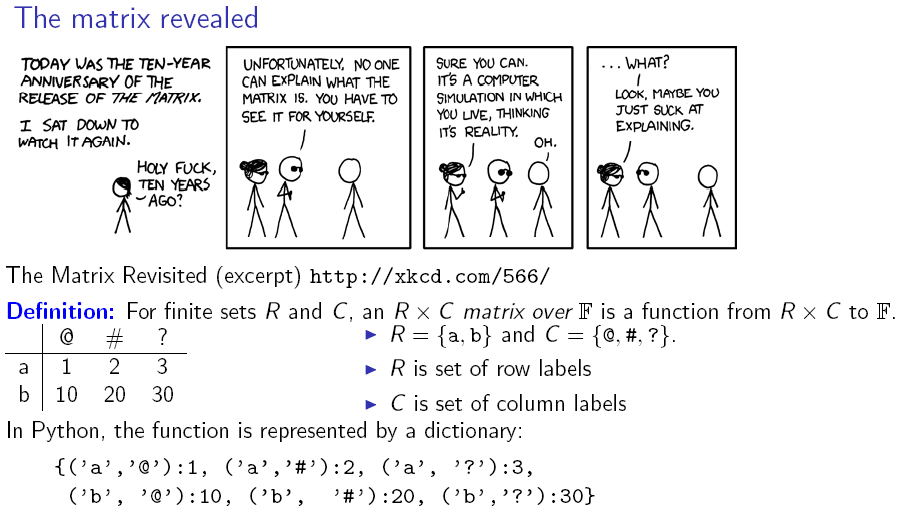 The matrix revealed
TODAY WAS THE TEN-YEAR
ANNIVERSARY OF THE
RELEASE OF THE MATRIX.
I SAT DOWN TO
WATCH IT AGAIN.
HOLY FUCK,
TEN YEARS
AGO?
UNFORTUNATELY, NO ONE
CAN EXPLAIN WHAT THE
MATRIX IS. YOU HAVE TO
SEE IT FOR YOURSELF.
SURE YOU CAN.
IT'S A COMPUTER
SIMULATION IN WHICH
YOU LIVE, THINKING
IT'S REALITY.
OH.
...WHAT?
LOOK, MAYBE YOU
JUST SUCK AT
EXPLAINING.
The Matrix Revisited (excerpt) http://xkcd.com/566/
Definition: For finite sets R and C, an R × C matrix over 𝔽 is a function from R × C to 𝔽.
@ # ?
a 1 2 3
b 10 20 30
▶ R = {a, b} and C = {@, #, ?}.
▶ R is set of row labels
▶ C is set of column labels
In Python, the function is represented by a dictionary:
{('a','@'):1, ('a','#'):2, ('a', '?'):3,
('b', '@'):10, ('b', '#'):20, ('b','?'):30}